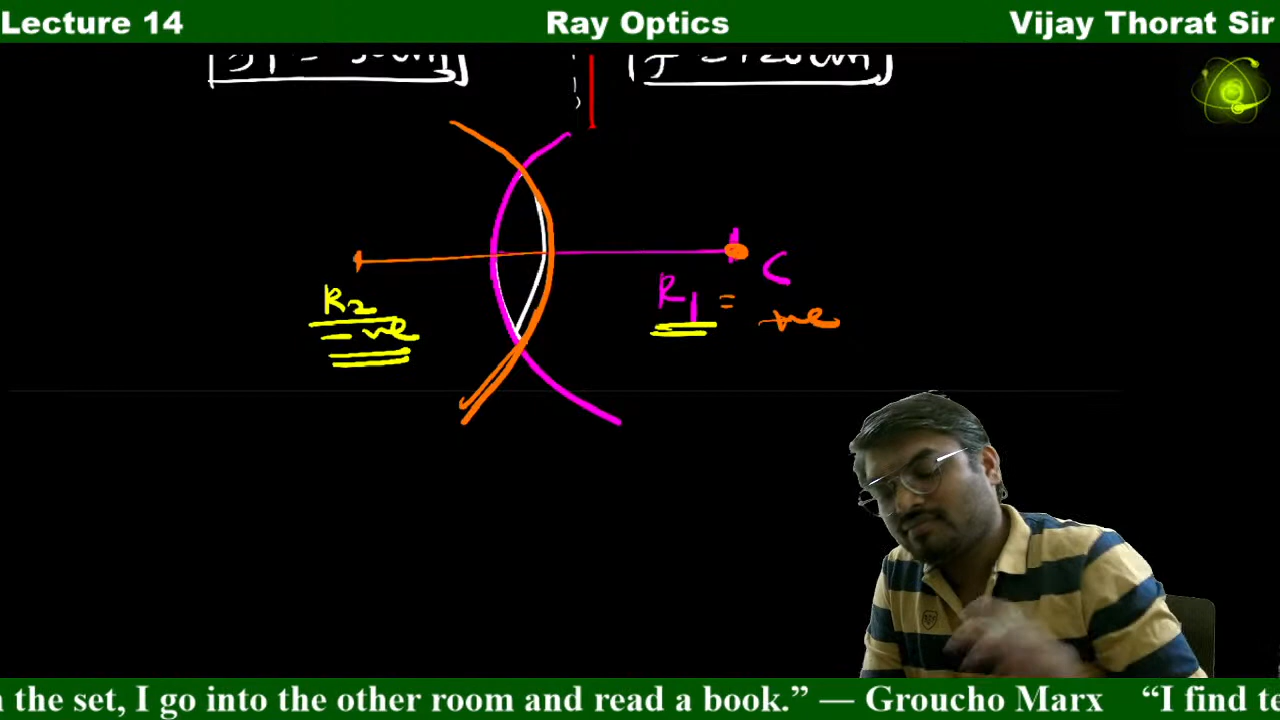 Lecture 14
Ray Optics
Vijay Thorat Sir
C
R₁ = +ve
R₂
-ve
n the set, I go into the other room and read a book.” — Groucho Marx “I find te